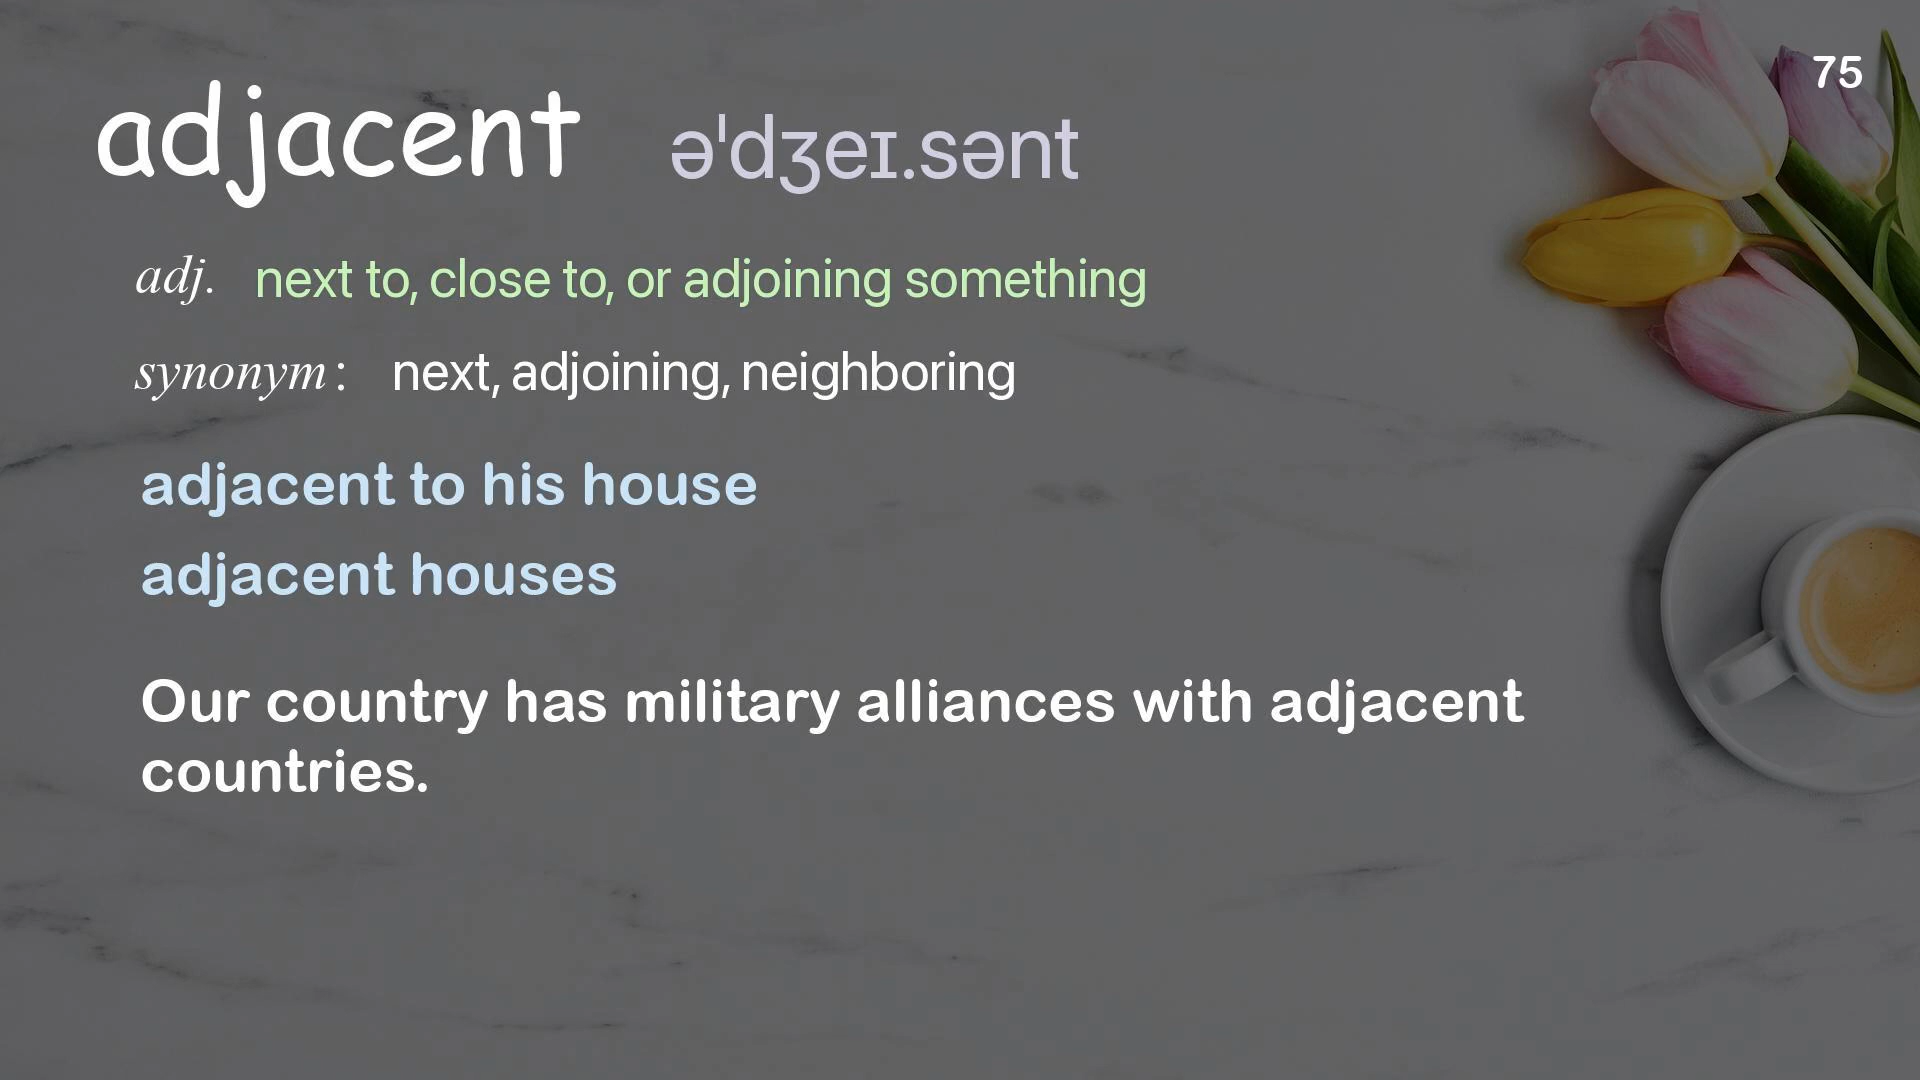 75
adjacent əˈdʒeɪ.sənt
adj. next to, close to, or adjoining something
synonym : next, adjoining, neighboring
adjacent to his house
adjacent houses
Our country has military alliances with adjacent
countries.